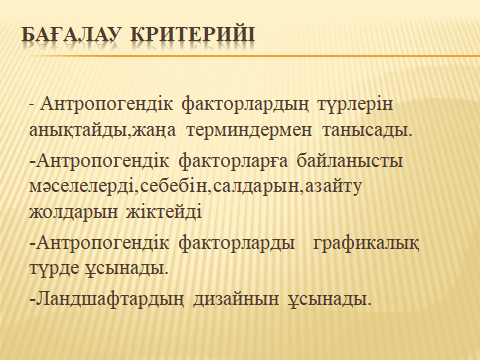 БАҒАЛАУ КРИТЕРИЙІ
- Антропогендік факторлардың түрлерін
анықтайды,жаңа терминдермен танысады.
-Антропогендік факторларға байланысты
мәселелерді,себебін,салдарын,азайту
жолдарын жіктейді
-Антропогендік факторларды графикалық
түрде ұсынады.
-Ландшафтардың дизайнын ұсынады.